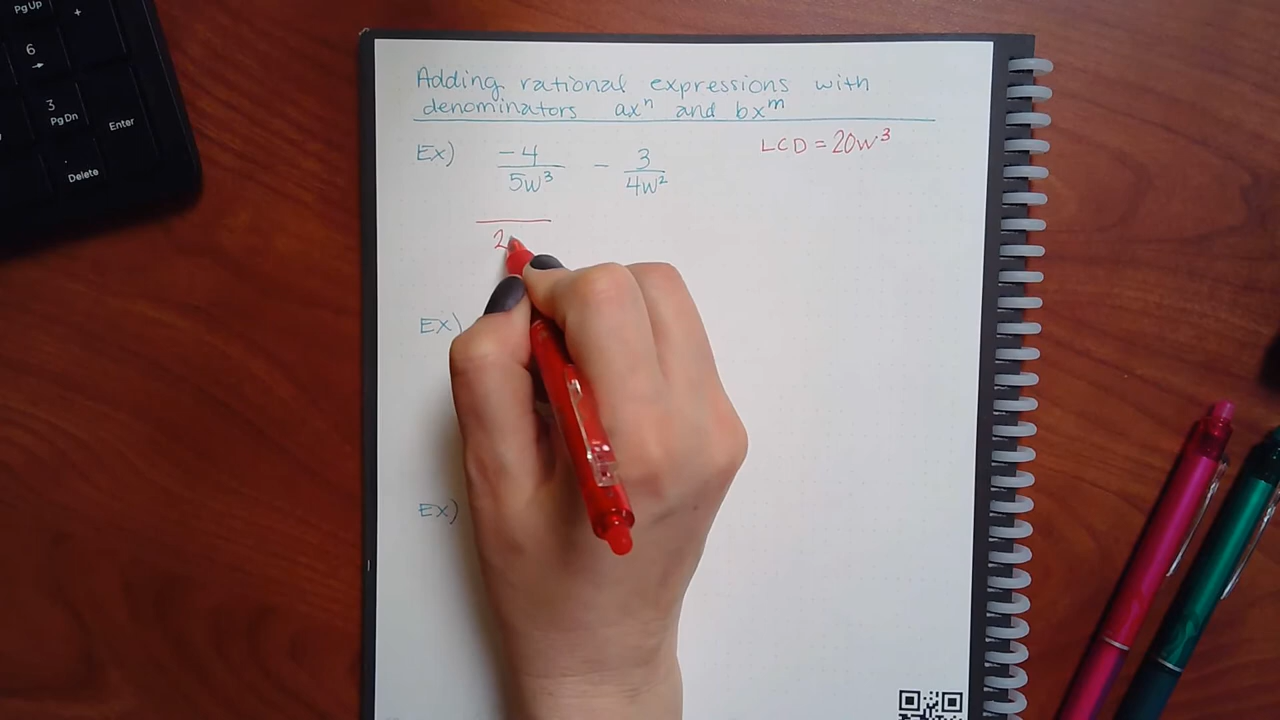 PgUp
+
6
→
3
PgDn
Enter
Delete
Adding rational expressions with
denominators axⁿ and bxᵐ
Ex) -4/5w³ - 3/4w²
LCD = 20w³
2
Ex)
Ex)